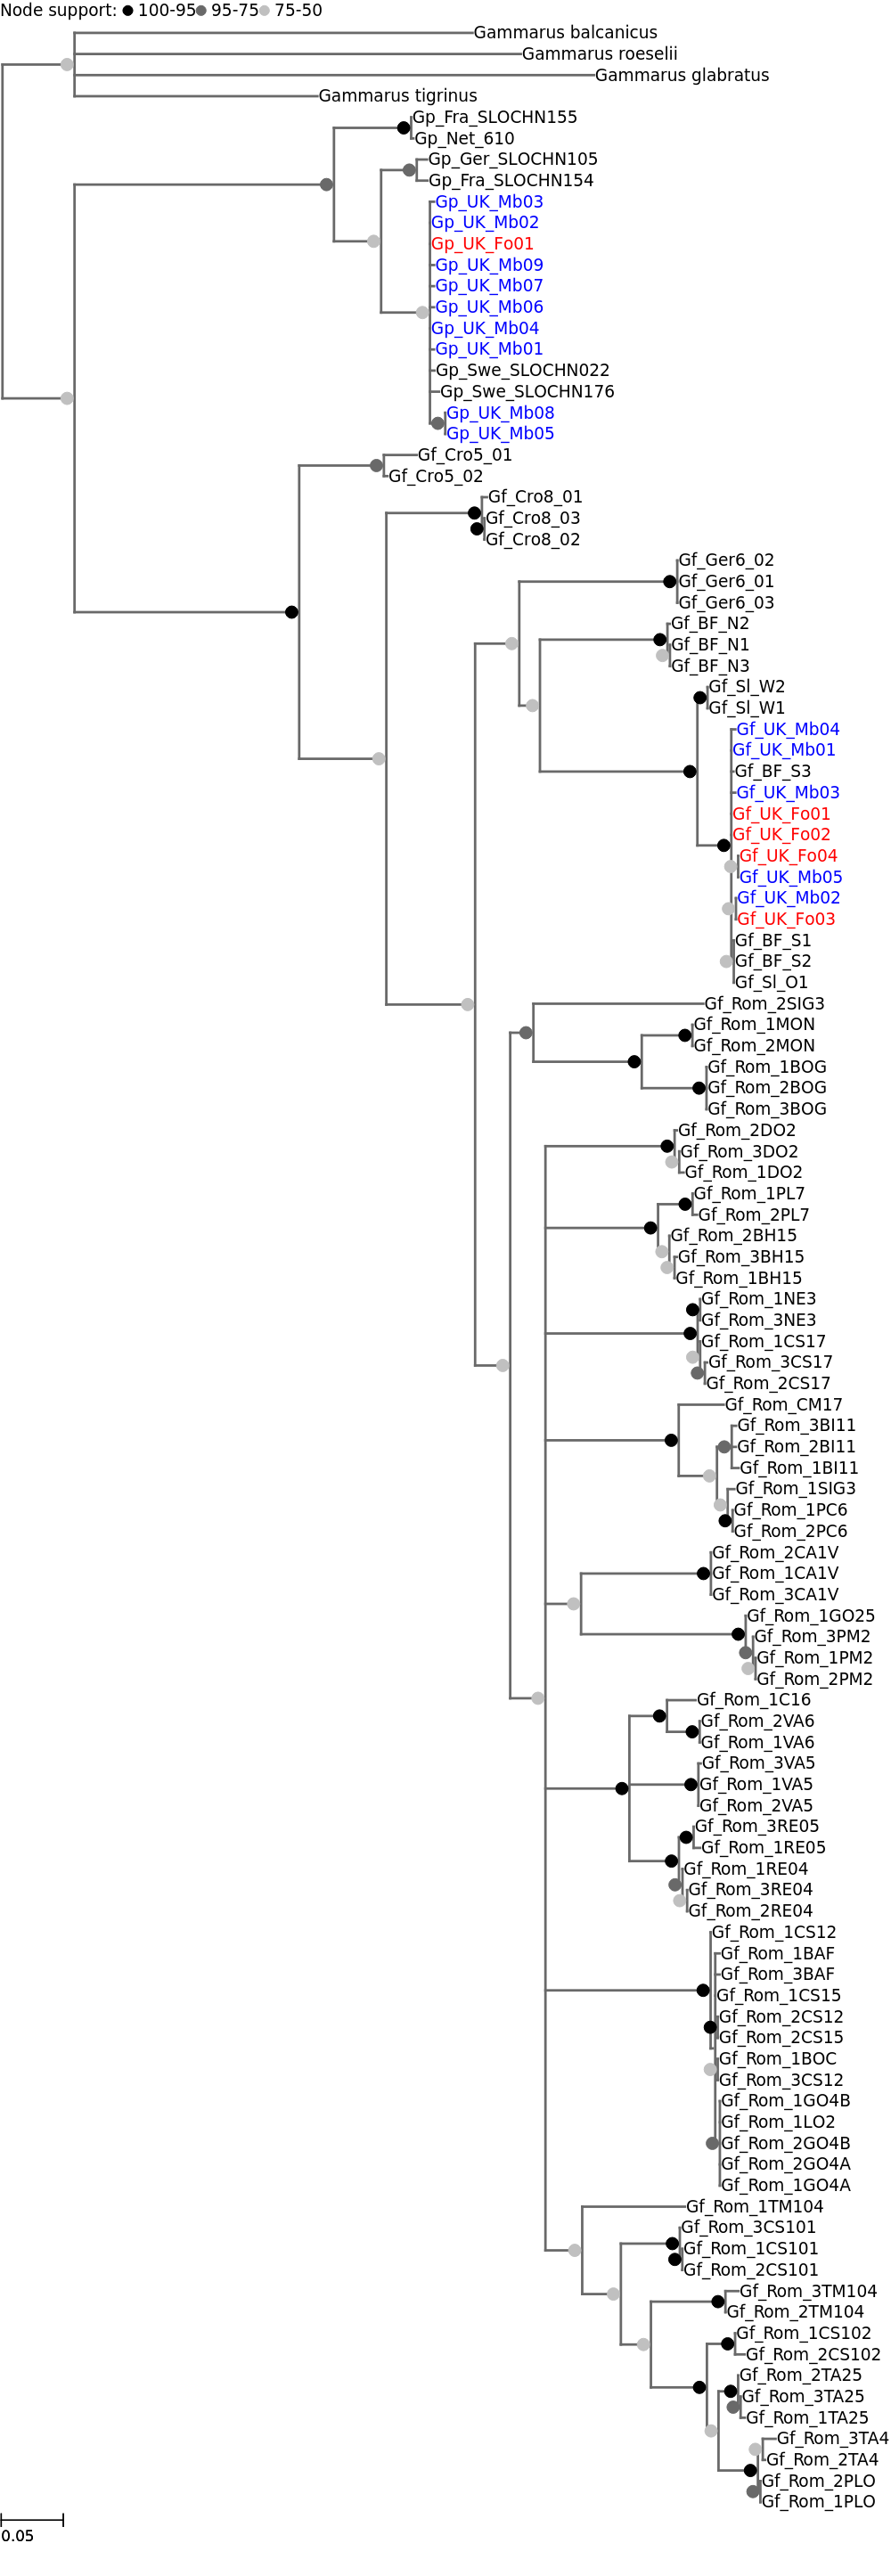 Node support: 100-95 95-75 75-50
Gammarus balcanicus
Gammarus roeselii
Gammarus glabratus
Gammarus tigrinus
Gp_Fra_SLOCHN155
Gp_Net_610
Gp_Ger_SLOCHN105
Gp_Fra_SLOCHN154
Gp_UK_Mb03
Gp_UK_Mb02
Gp_UK_Fo01
Gp_UK_Mb09
Gp_UK_Mb07
Gp_UK_Mb06
Gp_UK_Mb04
Gp_UK_Mb01
Gp_Swe_SLOCHN022
Gp_Swe_SLOCHN176
Gp_UK_Mb08
Gp_UK_Mb05
Gf_Cro5_01
Gf_Cro5_02
Gf_Cro8_01
Gf_Cro8_03
Gf_Cro8_02
Gf_Ger6_02
Gf_Ger6_01
Gf_Ger6_03
Gf_BF_N2
Gf_BF_N1
Gf_BF_N3
Gf_Sl_W2
Gf_Sl_W1
Gf_UK_Mb04
Gf_UK_Mb01
Gf_BF_S3
Gf_UK_Mb03
Gf_UK_Fo01
Gf_UK_Fo02
Gf_UK_Fo04
Gf_UK_Mb05
Gf_UK_Mb02
Gf_UK_Fo03
Gf_BF_S1
Gf_BF_S2
Gf_Sl_O1
Gf_Rom_2SIG3
Gf_Rom_1MON
Gf_Rom_2MON
Gf_Rom_1BOG
Gf_Rom_2BOG
Gf_Rom_3BOG
Gf_Rom_2DO2
Gf_Rom_3DO2
Gf_Rom_1DO2
Gf_Rom_1PL7
Gf_Rom_2PL7
Gf_Rom_2BH15
Gf_Rom_3BH15
Gf_Rom_1BH15
Gf_Rom_1NE3
Gf_Rom_3NE3
Gf_Rom_1CS17
Gf_Rom_3CS17
Gf_Rom_2CS17
Gf_Rom_CM17
Gf_Rom_3BI11
Gf_Rom_2BI11
Gf_Rom_1BI11
Gf_Rom_1SIG3
Gf_Rom_1PC6
Gf_Rom_2PC6
Gf_Rom_2CA1V
Gf_Rom_1CA1V
Gf_Rom_3CA1V
Gf_Rom_1GO25
Gf_Rom_3PM2
Gf_Rom_1PM2
Gf_Rom_2PM2
Gf_Rom_1C16
Gf_Rom_2VA6
Gf_Rom_1VA6
Gf_Rom_3VA5
Gf_Rom_1VA5
Gf_Rom_2VA5
Gf_Rom_3RE05
Gf_Rom_1RE05
Gf_Rom_1RE04
Gf_Rom_3RE04
Gf_Rom_2RE04
Gf_Rom_1CS12
Gf_Rom_1BAF
Gf_Rom_3BAF
Gf_Rom_1CS15
Gf_Rom_2CS12
Gf_Rom_2CS15
Gf_Rom_1BOC
Gf_Rom_3CS12
Gf_Rom_1GO4B
Gf_Rom_1LO2
Gf_Rom_2GO4B
Gf_Rom_2GO4A
Gf_Rom_1GO4A
Gf_Rom_1TM104
Gf_Rom_3CS101
Gf_Rom_1CS101
Gf_Rom_2CS101
Gf_Rom_3TM104
Gf_Rom_2TM104
Gf_Rom_1CS102
Gf_Rom_2CS102
Gf_Rom_2TA25
Gf_Rom_3TA25
Gf_Rom_1TA25
Gf_Rom_3TA4
Gf_Rom_2TA4
Gf_Rom_2PLO
Gf_Rom_1PLO
0.05